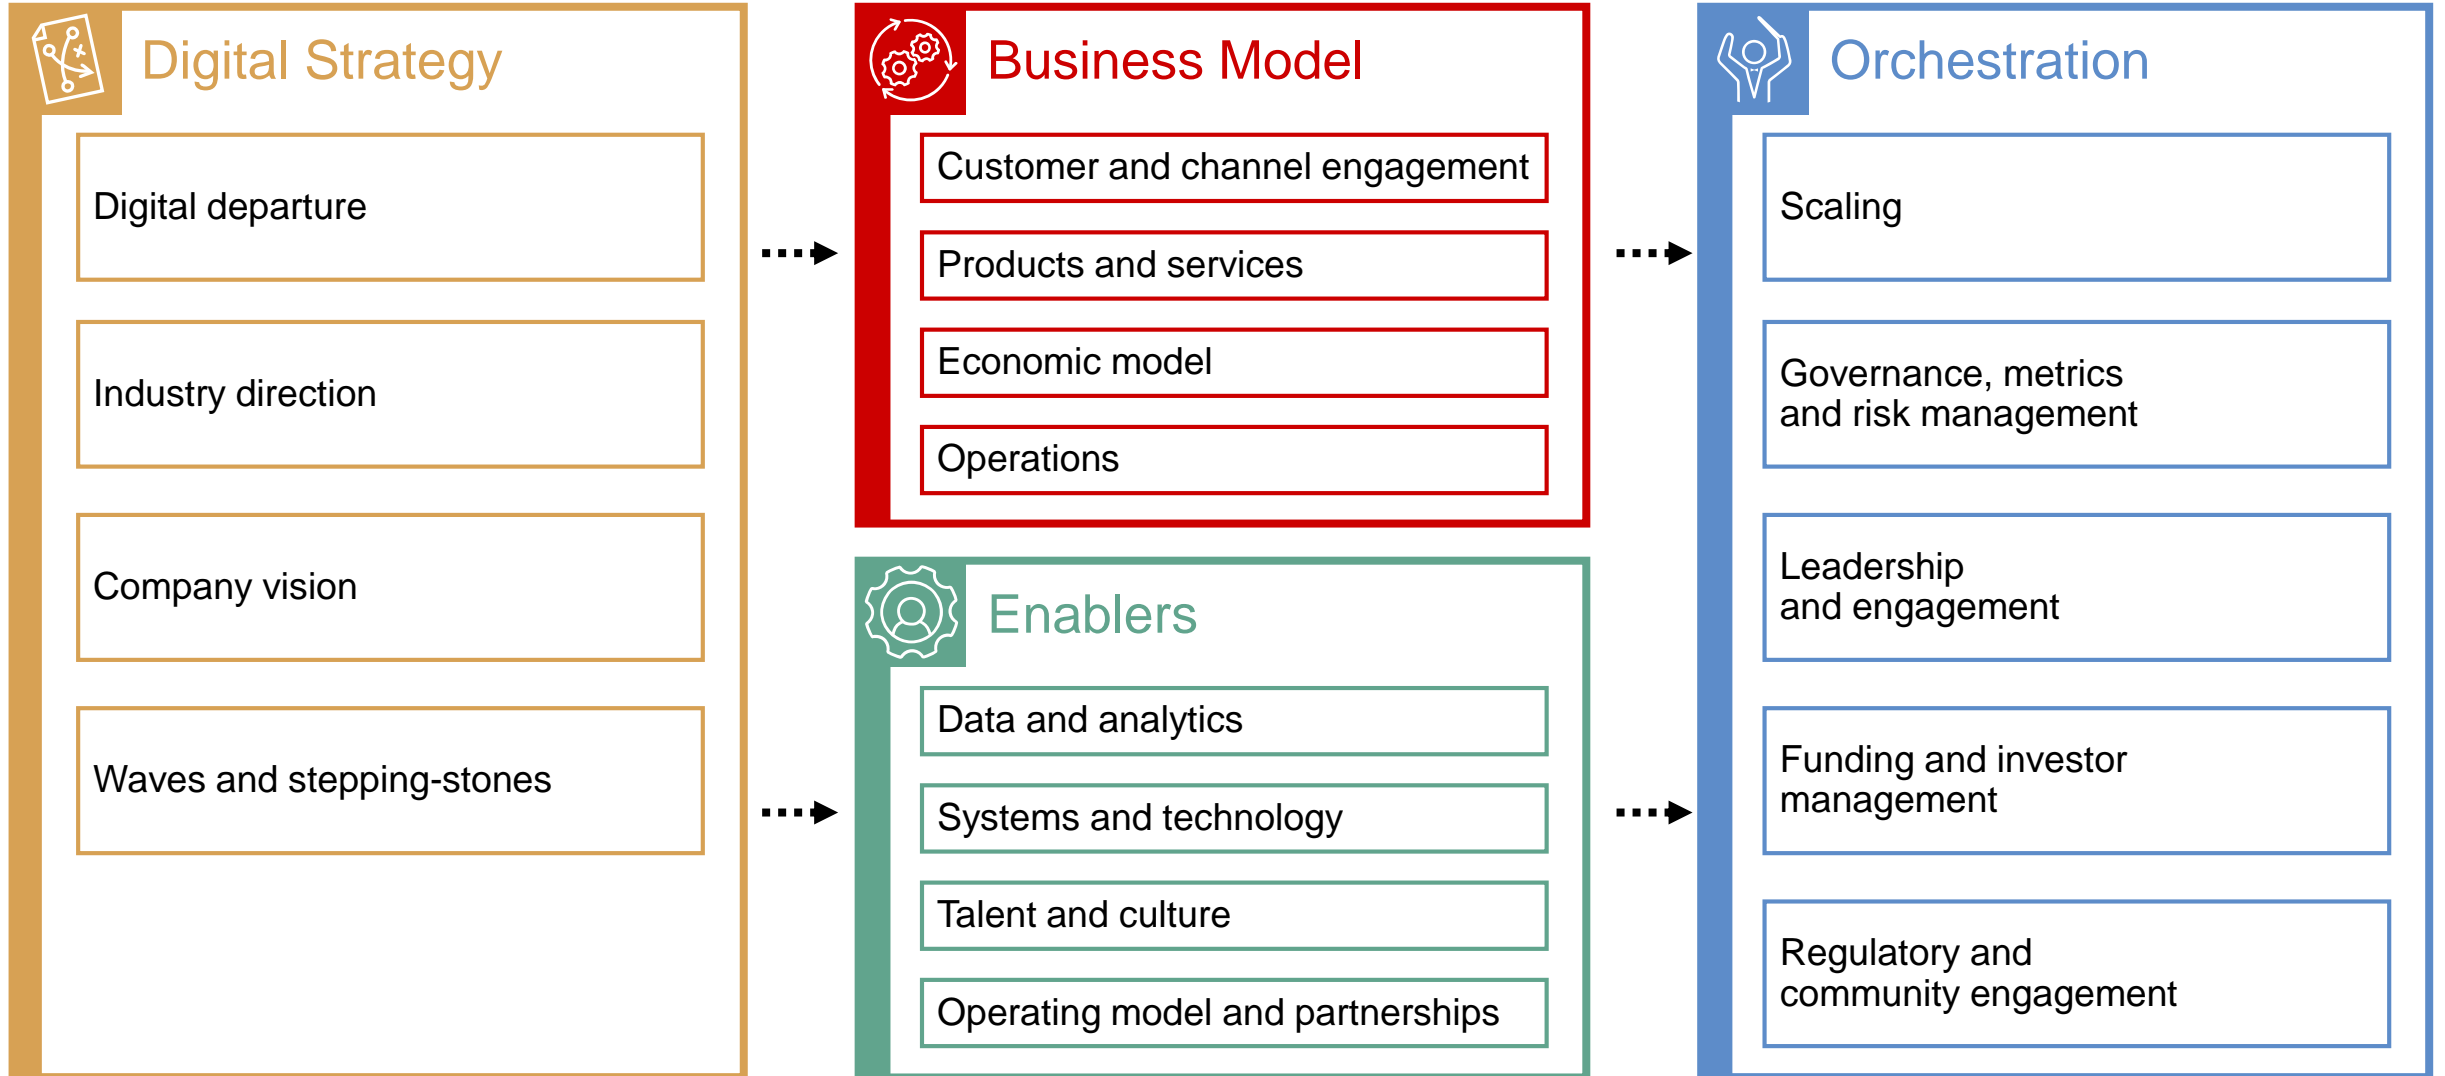 Digital Strategy
Digital departure
Industry direction
Company vision
Waves and stepping-stones
Business Model
Customer and channel engagement
Products and services
Economic model
Operations
Enablers
Data and analytics
Systems and technology
Talent and culture
Operating model and partnerships
Orchestration
Scaling
Governance, metrics
and risk management
Leadership
and engagement
Funding and investor
management
Regulatory and
community engagement